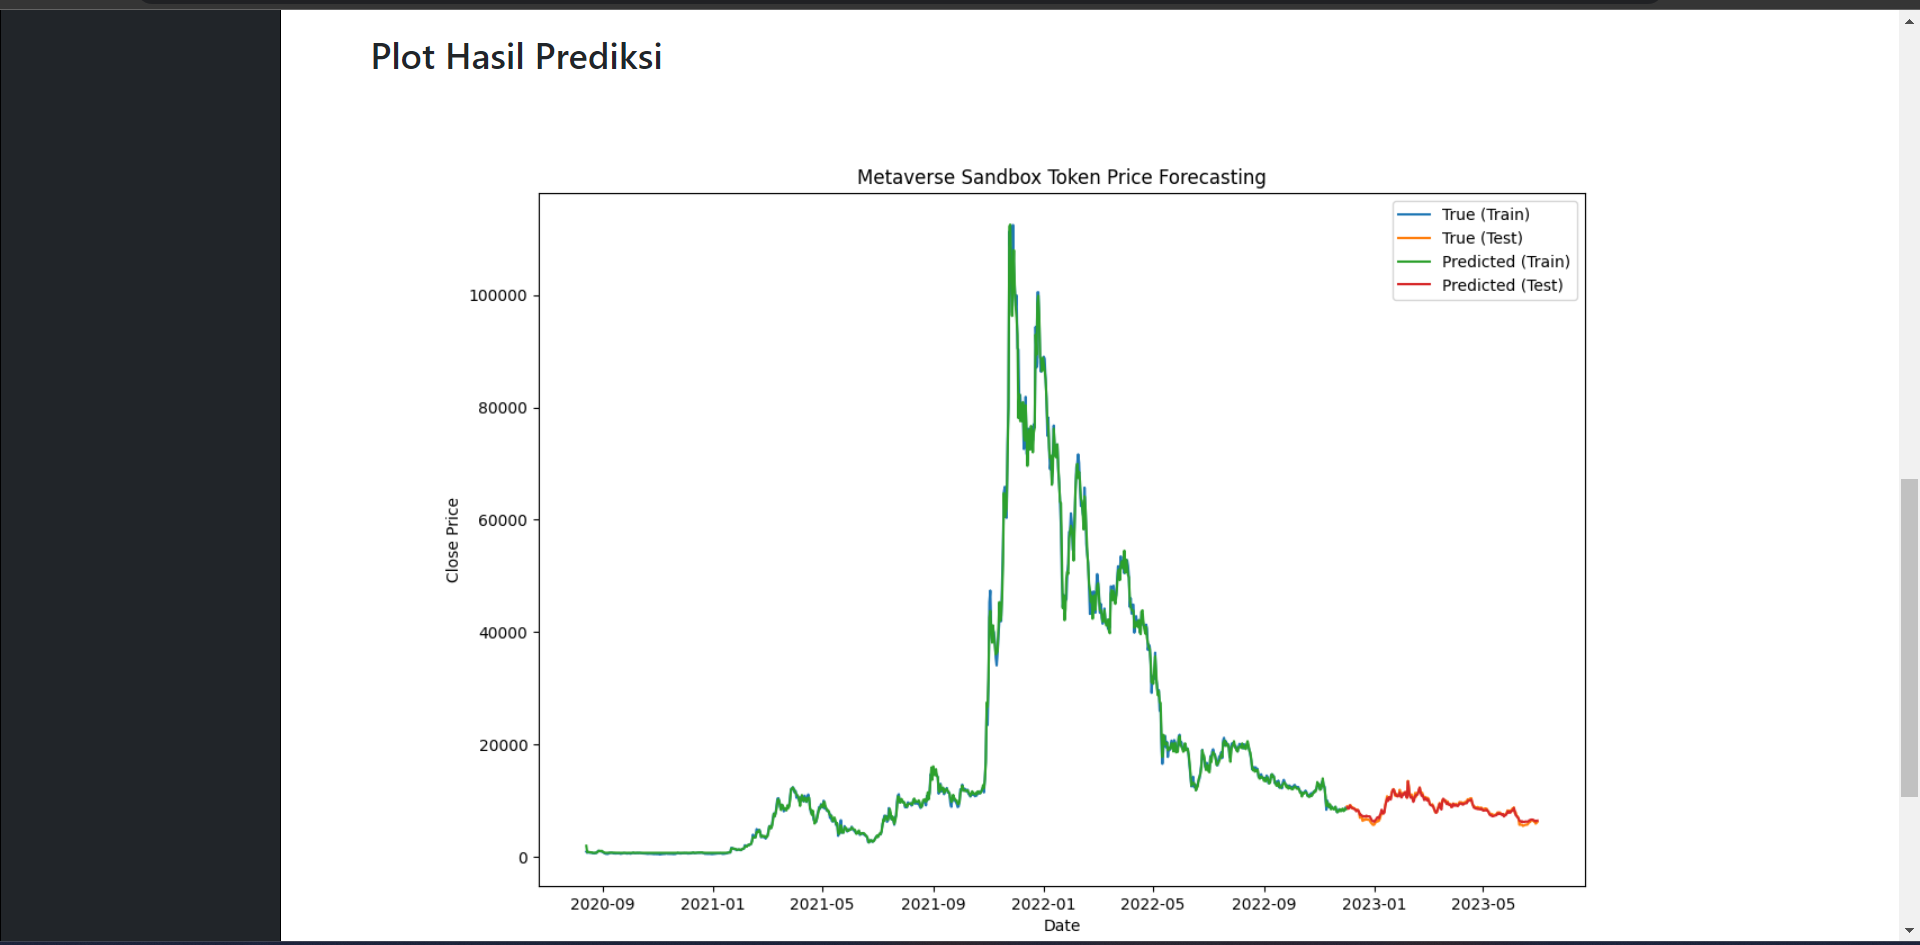 Plot Hasil Prediksi
Metaverse Sandbox Token Price Forecasting
True (Train)
True (Test)
Predicted (Train)
Predicted (Test)
100000
80000
60000
40000
20000
0
Close Price
2020-09 2021-01 2021-05 2021-09 2022-01 2022-05 2022-09 2023-01 2023-05
Date